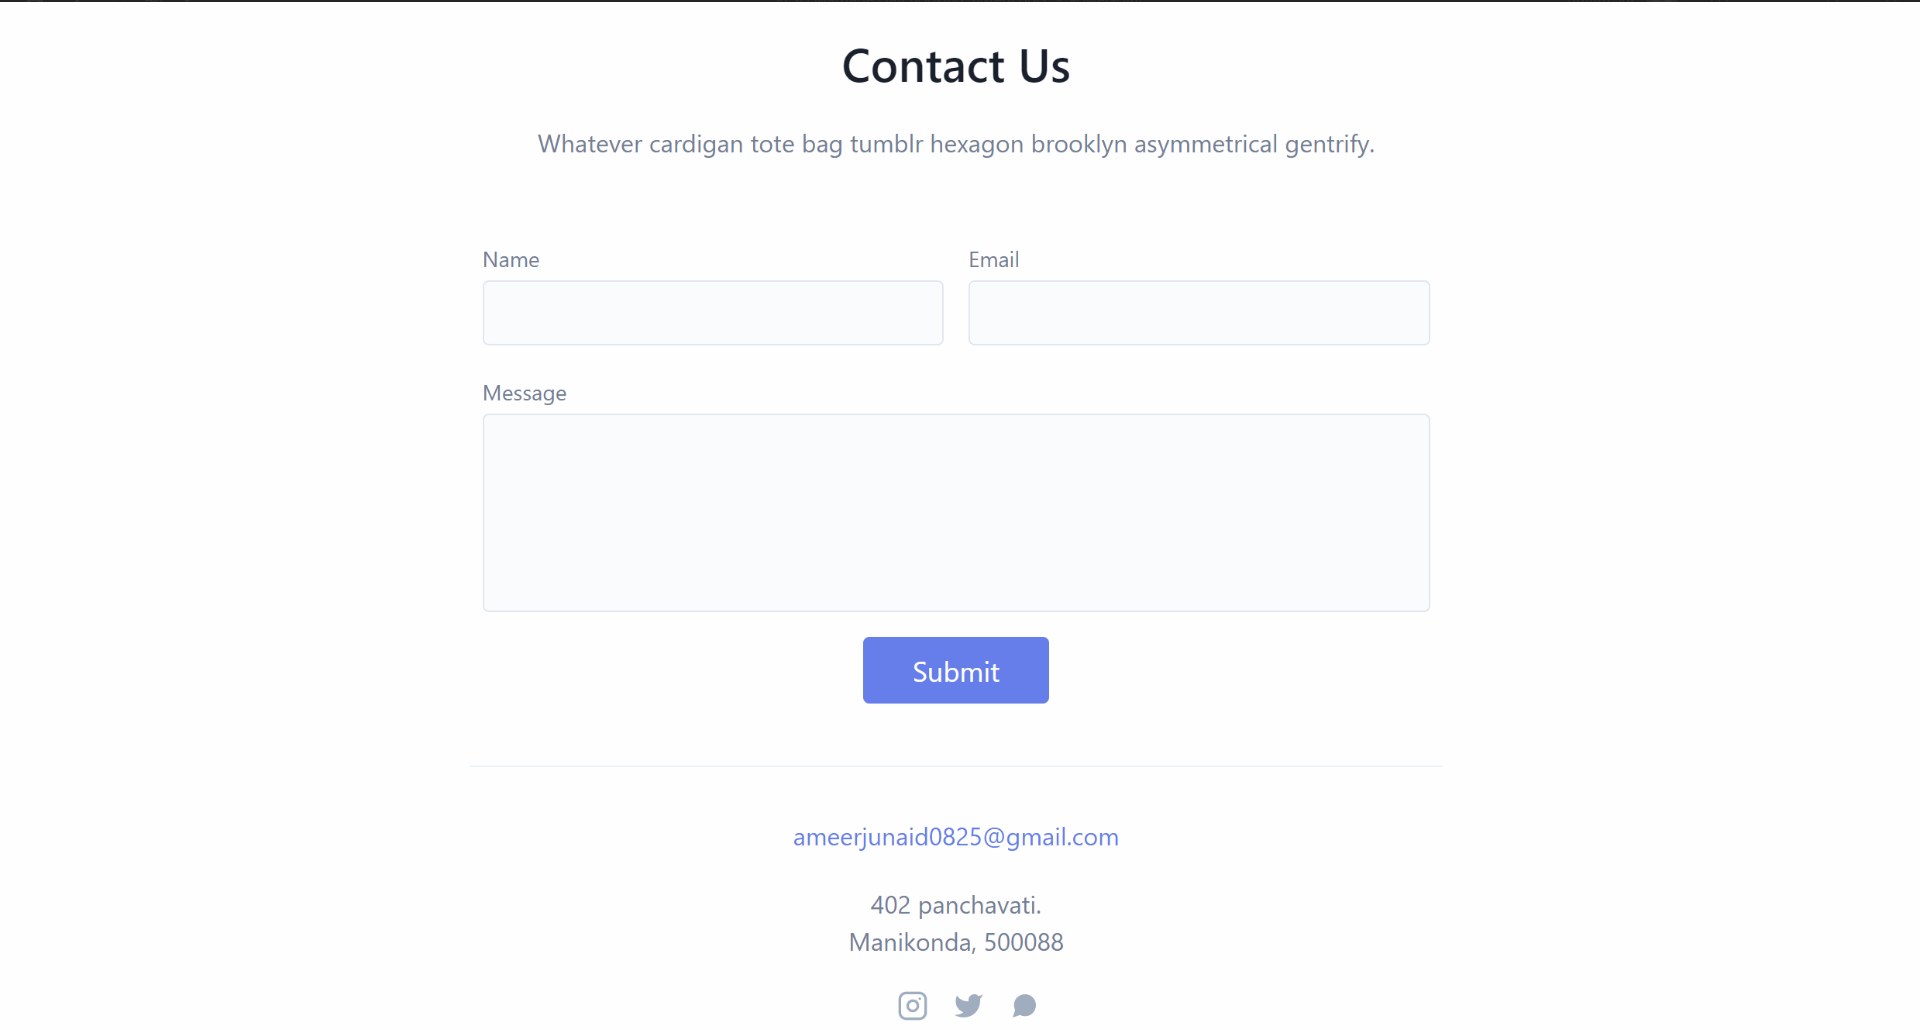 Contact Us
Whatever cardigan tote bag tumblr hexagon brooklyn asymmetrical gentrify.
Name
Email
Message
Submit
ameerjunaid0825@gmail.com
402 panchavati.
Manikonda, 500088